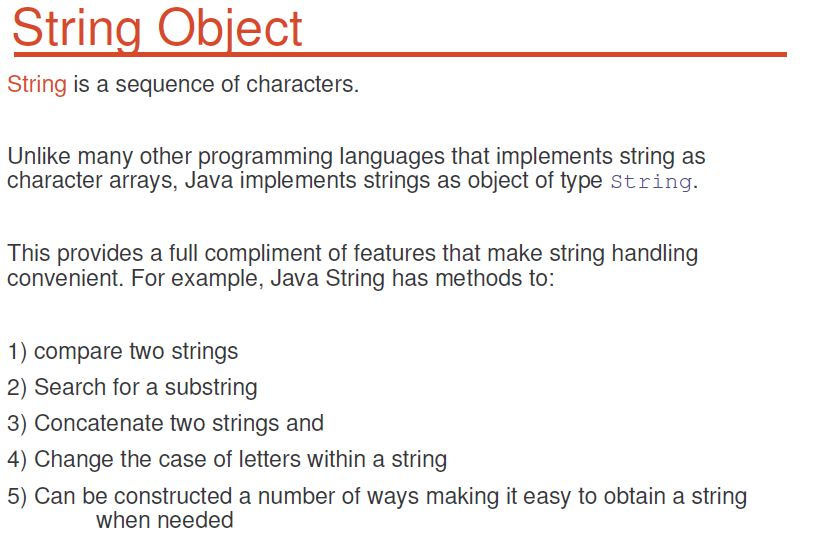 String Object
String is a sequence of characters.
Unlike many other programming languages that implements string as
character arrays, Java implements strings as object of type String.
This provides a full compliment of features that make string handling
convenient. For example, Java String has methods to:
1) compare two strings
2) Search for a substring
3) Concatenate two strings and
4) Change the case of letters within a string
5) Can be constructed a number of ways making it easy to obtain a string
when needed